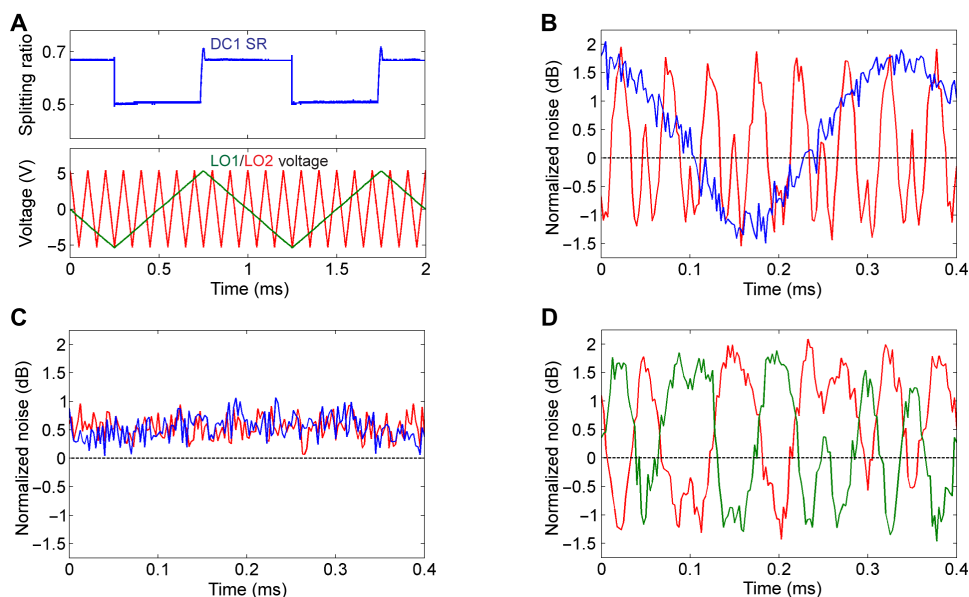 A
Splitting ratio
0.7
0.5
DC1 SR
Voltage (V)
5
0
−5
LO1/LO2 voltage
0 0.5 1 1.5 2
Time (ms)
B
Normalized noise (dB)
2
1.5
1
0.5
0
−0.5
−1
−1.5
0 0.1 0.2 0.3 0.4
Time (ms)
C
Normalized noise (dB)
2
1.5
1
0.5
0
−0.5
−1
−1.5
0 0.1 0.2 0.3 0.4
Time (ms)
D
Normalized noise (dB)
2
1.5
1
0.5
0
−0.5
−1
−1.5
0 0.1 0.2 0.3 0.4
Time (ms)